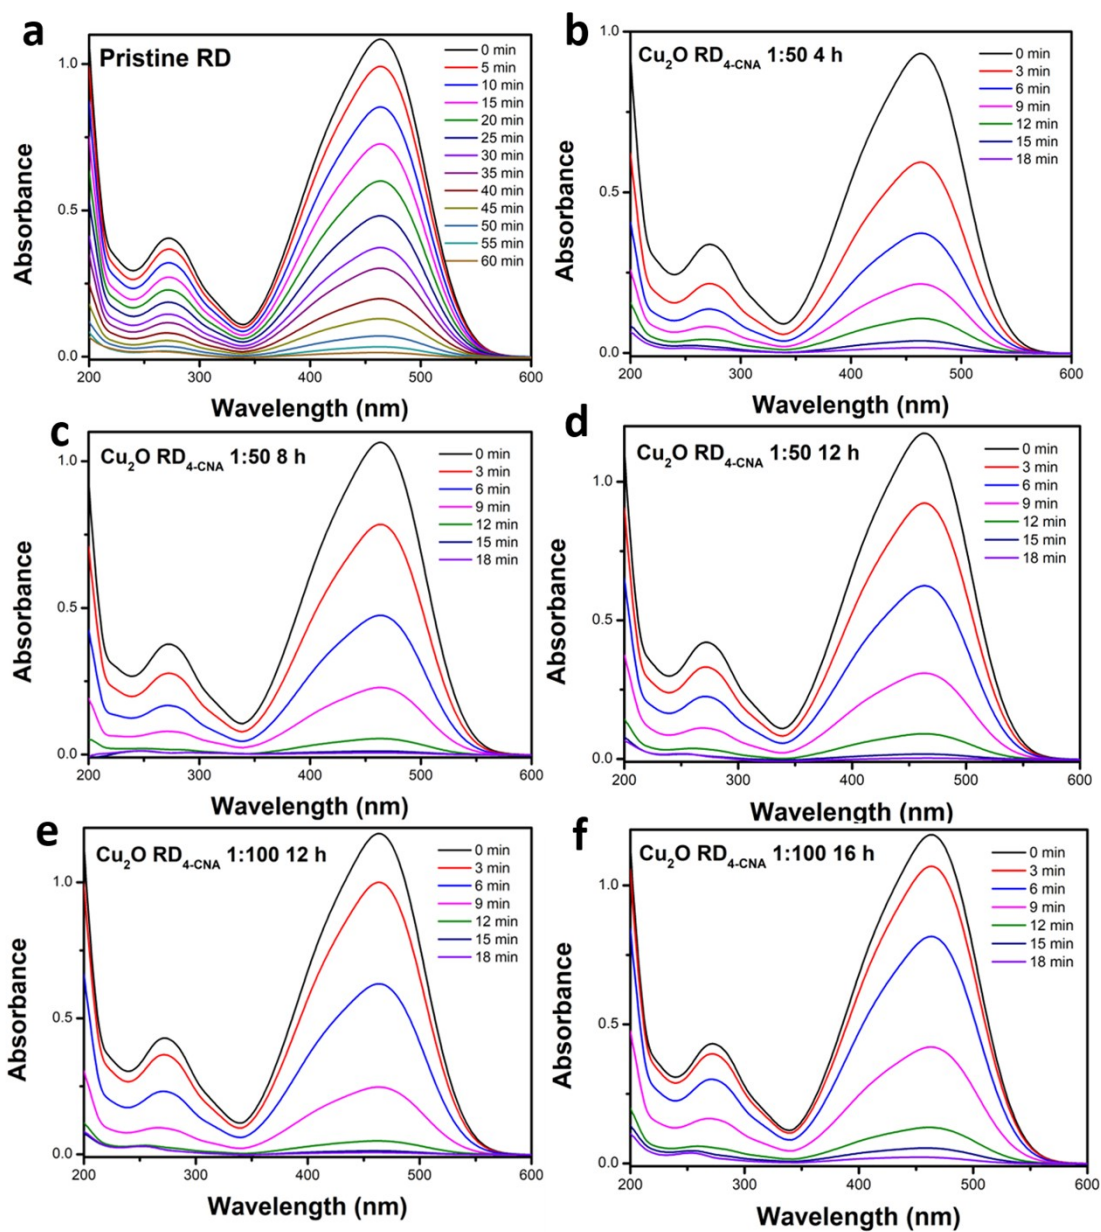 a
Pristine RD
0 min
5 min
10 min
15 min
20 min
25 min
30 min
35 min
40 min
45 min
50 min
55 min
60 min
1.0
0.5
0.0
Absorbance
200 300 400 500 600
Wavelength (nm)
b
Cu₂O RD₄₋CNA 1:50 4 h
0 min
3 min
6 min
9 min
12 min
15 min
18 min
1.0
0.5
0.0
Absorbance
200 300 400 500 600
Wavelength (nm)
c
Cu₂O RD₄₋CNA 1:50 8 h
0 min
3 min
6 min
9 min
12 min
15 min
18 min
1.0
0.5
0.0
Absorbance
200 300 400 500 600
Wavelength (nm)
d
Cu₂O RD₄₋CNA 1:50 12 h
0 min
3 min
6 min
9 min
12 min
15 min
18 min
1.0
0.5
0.0
Absorbance
200 300 400 500 600
Wavelength (nm)
e
Cu₂O RD₄₋CNA 1:100 12 h
0 min
3 min
6 min
9 min
12 min
15 min
18 min
1.0
0.5
0.0
Absorbance
200 300 400 500 600
Wavelength (nm)
f
Cu₂O RD₄₋CNA 1:100 16 h
0 min
3 min
6 min
9 min
12 min
15 min
18 min
1.0
0.5
0.0
Absorbance
200 300 400 500 600
Wavelength (nm)